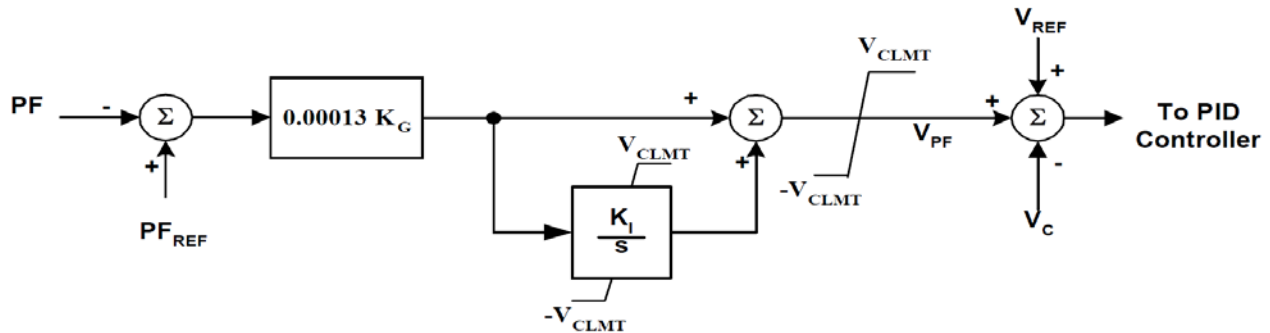 V_REF
V_CLMT
+
PF
-
Σ
0.00013 K_G
+
Σ
+
Σ
To PID
Controller
V_PF
+
V_CLMT
+
-V_CLMT
-
PF_REF
K_I
s
V_C
-V_CLMT